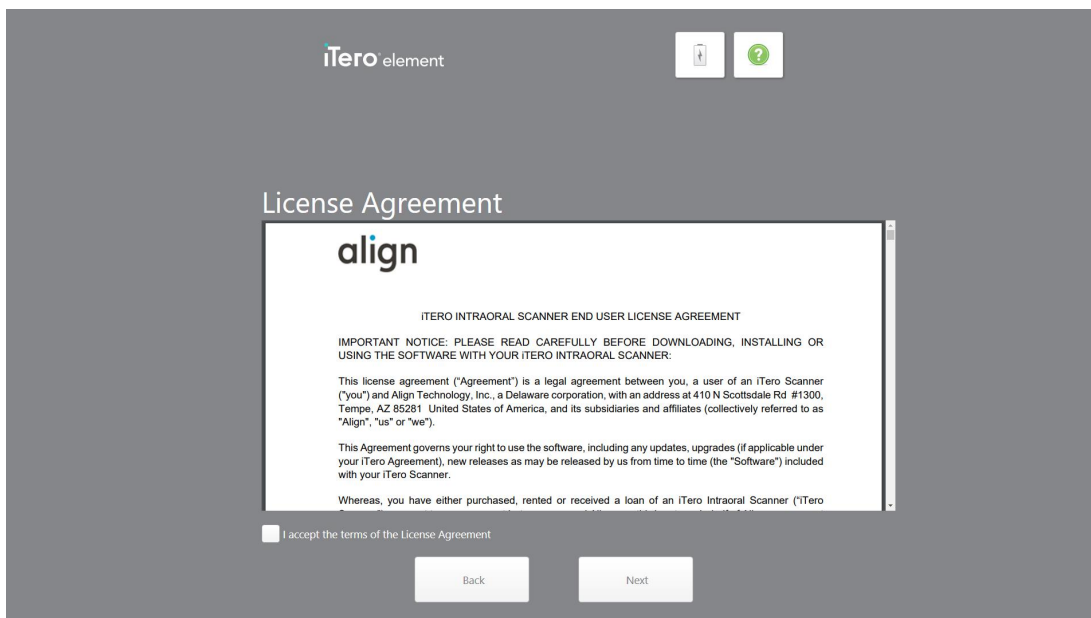 iTero element
?
License Agreement
align
iTERO INTRAORAL SCANNER END USER LICENSE AGREEMENT
IMPORTANT NOTICE: PLEASE READ CAREFULLY BEFORE DOWNLOADING, INSTALLING OR
USING THE SOFTWARE WITH YOUR iTERO INTRAORAL SCANNER:
This license agreement (“Agreement”) is a legal agreement between you, a user of an iTero Scanner
("you") and Align Technology, Inc., a Delaware corporation, with an address at 410 N Scottsdale Rd #1300,
Tempe, AZ 85281 United States of America, and its subsidiaries and affiliates (collectively referred to as
"Align", "us" or "we").
This Agreement governs your right to use the software, including any updates, upgrades (if applicable under
your iTero Agreement), new releases as may be released by us from time to time (the "Software") included
with your iTero Scanner.
Whereas, you have either purchased, rented or received a loan of an iTero Intraoral Scanner (“iTero
I accept the terms of the License Agreement
Back
Next